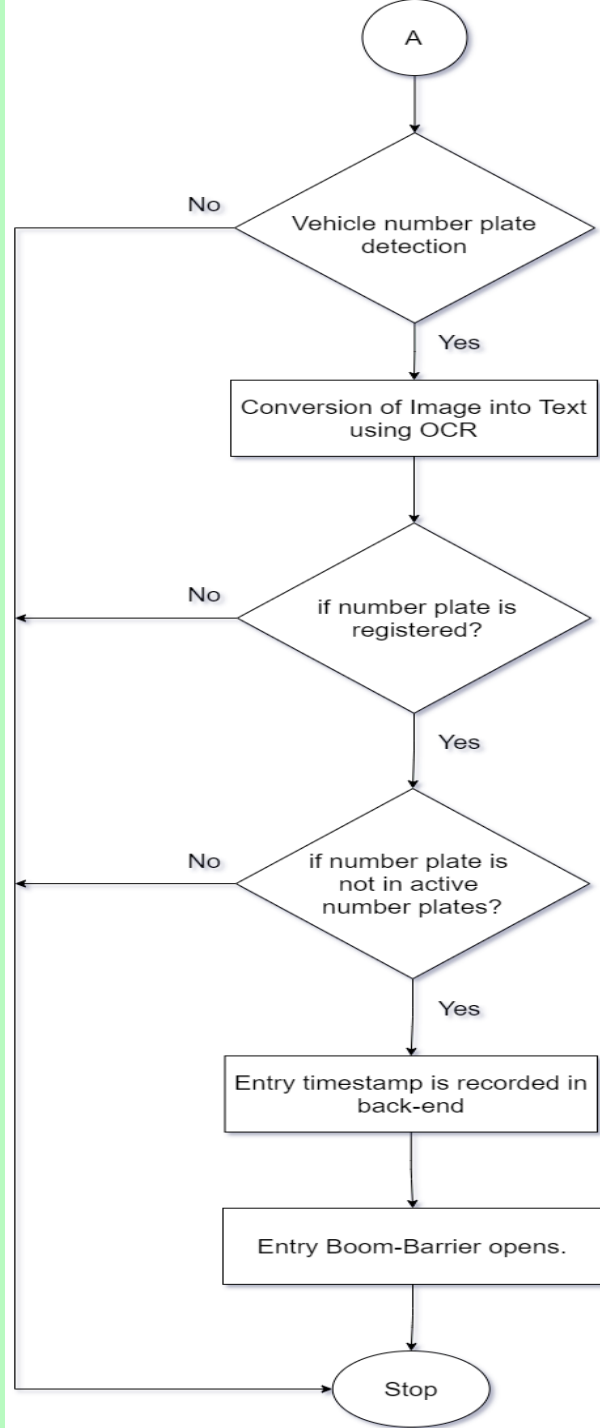 A
No
Vehicle number plate
detection
Yes
Conversion of Image into Text
using OCR
No
if number plate is
registered?
Yes
No
if number plate is
not in active
number plates?
Yes
Entry timestamp is recorded in
back-end
Entry Boom-Barrier opens.
Stop